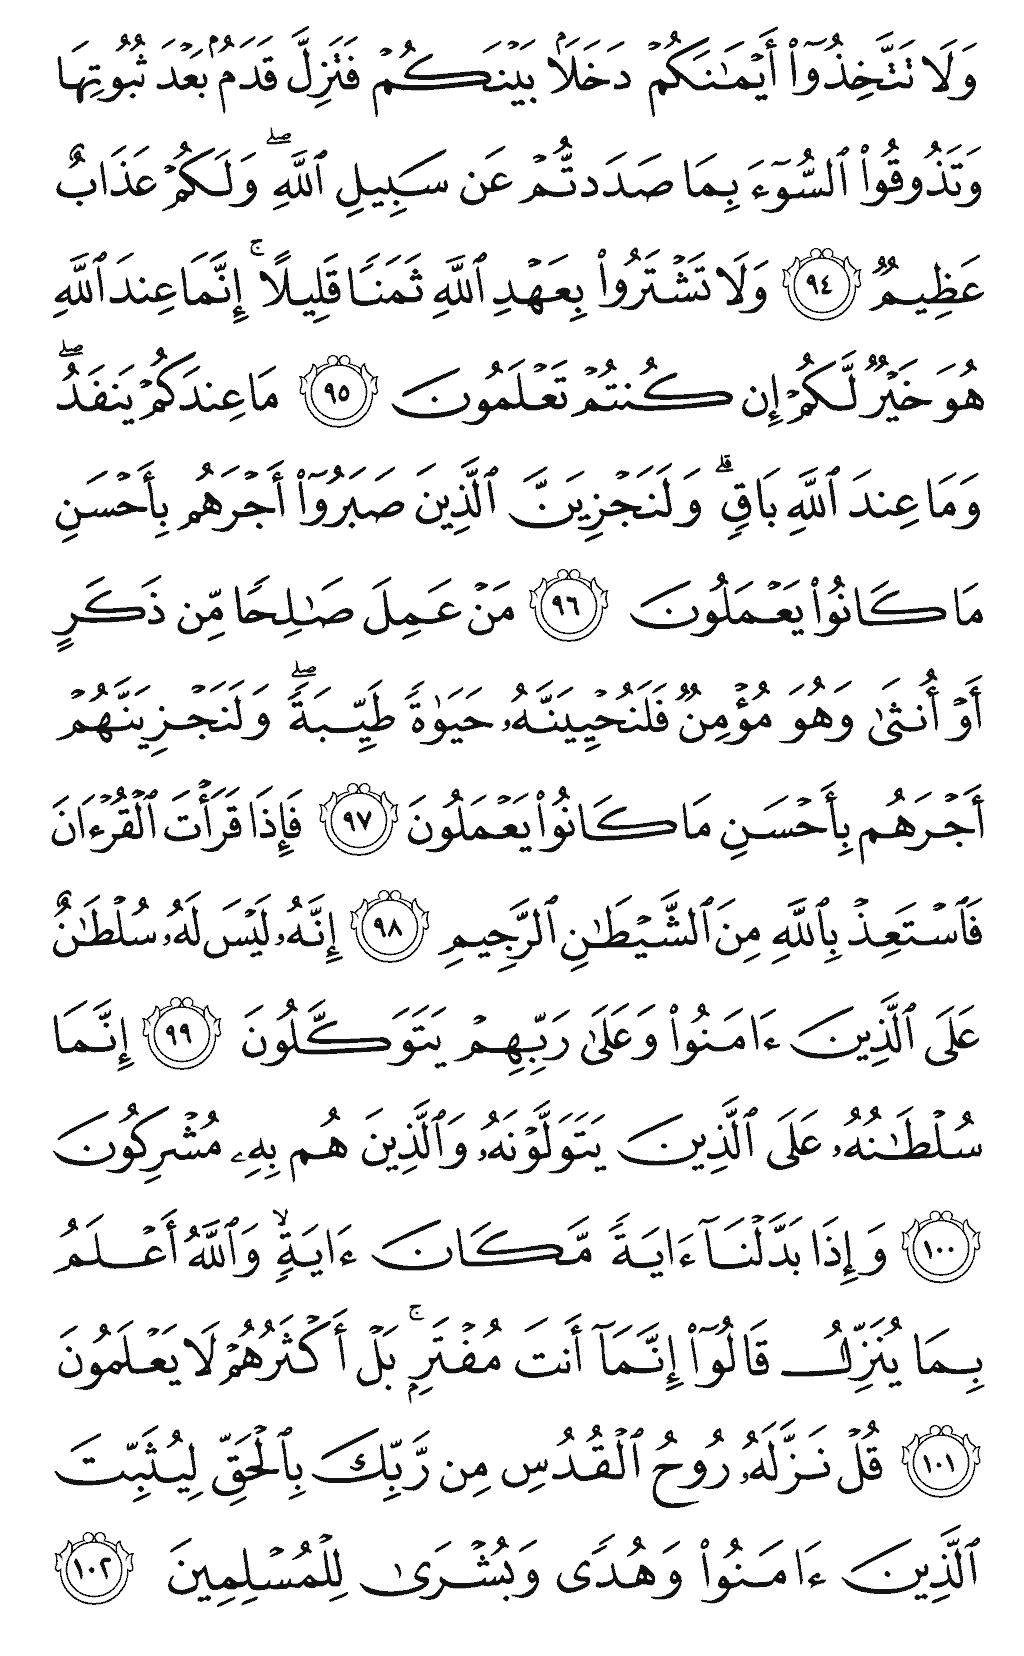 وَلَا تَتَّخِذُوٓا۟ أَيْمَـٰنَكُمْ دَخَلًۢا بَيْنَكُمْ فَتَزِلَّ قَدَمٌۢ بَعْدَ ثُبُوتِهَا
وَتَذُوقُوا۟ ٱلسُّوٓءَ بِمَا صَدَدتُّمْ عَن سَبِيلِ ٱللَّهِ ۖ وَلَكُمْ عَذَابٌ
عَظِيمٌ ٩٤ وَلَا تَشْتَرُوا۟ بِعَهْدِ ٱللَّهِ ثَمَنًا قَلِيلًا ۚ إِنَّمَا عِندَ ٱللَّهِ
هُوَ خَيْرٌ لَّكُمْ إِن كُنتُمْ تَعْلَمُونَ ٩٥ مَا عِندَكُمْ يَنفَدُ ۖ
وَمَا عِندَ ٱللَّهِ بَاقٍ ۗ وَلَنَجْزِيَنَّ ٱلَّذِينَ صَبَرُوٓا۟ أَجْرَهُم بِأَحْسَنِ
مَا كَانُوا۟ يَعْمَلُونَ ٩٦ مَنْ عَمِلَ صَـٰلِحًا مِّن ذَكَرٍ
أَوْ أُنثَىٰ وَهُوَ مُؤْمِنٌ فَلَنُحْيِيَنَّهُۥ حَيَوٰةً طَيِّبَةً ۖ وَلَنَجْزِيَنَّهُمْ
أَجْرَهُم بِأَحْسَنِ مَا كَانُوا۟ يَعْمَلُونَ ٩٧ فَإِذَا قَرَأْتَ ٱلْقُرْءَانَ
فَٱسْتَعِذْ بِٱللَّهِ مِنَ ٱلشَّيْطَـٰنِ ٱلرَّجِيمِ ٩٨ إِنَّهُۥ لَيْسَ لَهُۥ سُلْطَـٰنٌ
عَلَى ٱلَّذِينَ ءَامَنُوا۟ وَعَلَىٰ رَبِّهِمْ يَتَوَكَّلُونَ ٩٩ إِنَّمَا
سُلْطَـٰنُهُۥ عَلَى ٱلَّذِينَ يَتَوَلَّوْنَهُۥ وَٱلَّذِينَ هُم بِهِۦ مُشْرِكُونَ
١٠٠ وَإِذَا بَدَّلْنَآ ءَايَةً مَّكَانَ ءَايَةٍ ۙ وَٱللَّهُ أَعْلَمُ
بِمَا يُنَزِّلُ قَالُوٓا۟ إِنَّمَآ أَنتَ مُفْتَرٍۭ ۚ بَلْ أَكْثَرُهُمْ لَا يَعْلَمُونَ
١٠١ قُلْ نَزَّلَهُۥ رُوحُ ٱلْقُدُسِ مِن رَّبِّكَ بِٱلْحَقِّ لِيُثَبِّتَ
ٱلَّذِينَ ءَامَنُوا۟ وَهُدًى وَبُشْرَىٰ لِلْمُسْلِمِينَ ١٠٢